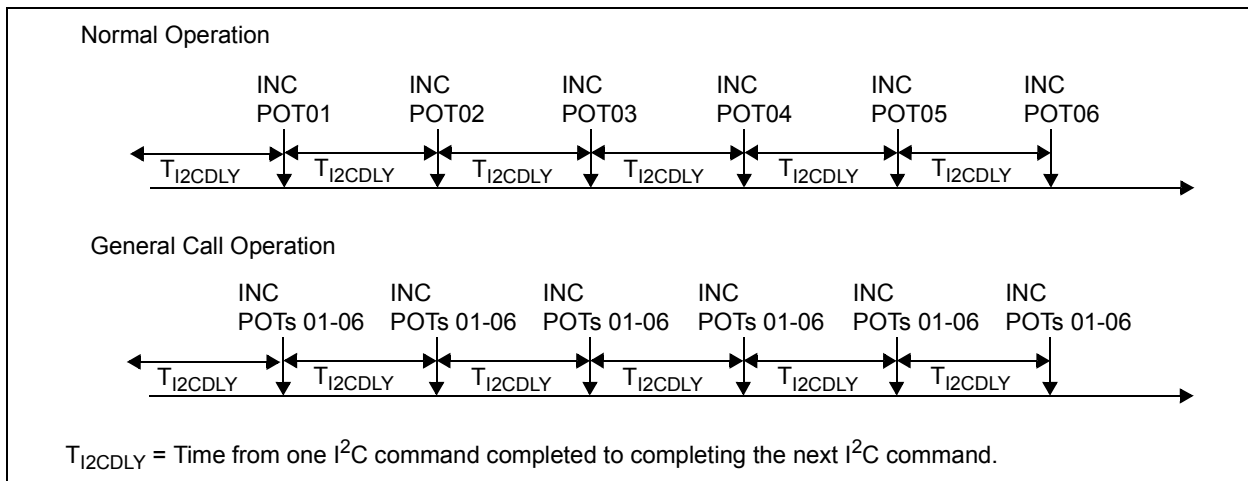 Normal Operation
INC INC INC INC INC INC
POT01 POT02 POT03 POT04 POT05 POT06
TI2CDLY TI2CDLY TI2CDLY TI2CDLY TI2CDLY TI2CDLY
General Call Operation
INC INC INC INC INC INC
POTs 01-06 POTs 01-06 POTs 01-06 POTs 01-06 POTs 01-06 POTs 01-06
TI2CDLY TI2CDLY TI2CDLY TI2CDLY TI2CDLY TI2CDLY
TI2CDLY = Time from one I²C command completed to completing the next I²C command.